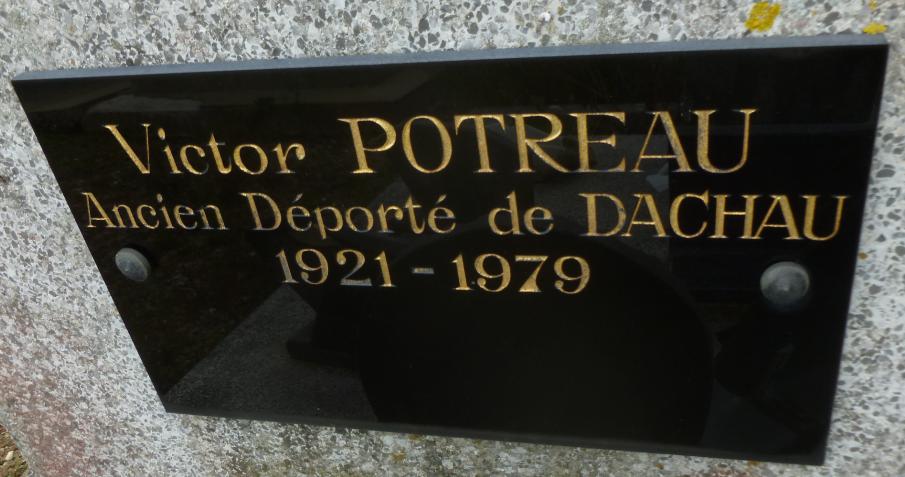 Victor POTREAU
Ancien Déporté de DACHAU
1921 - 1979